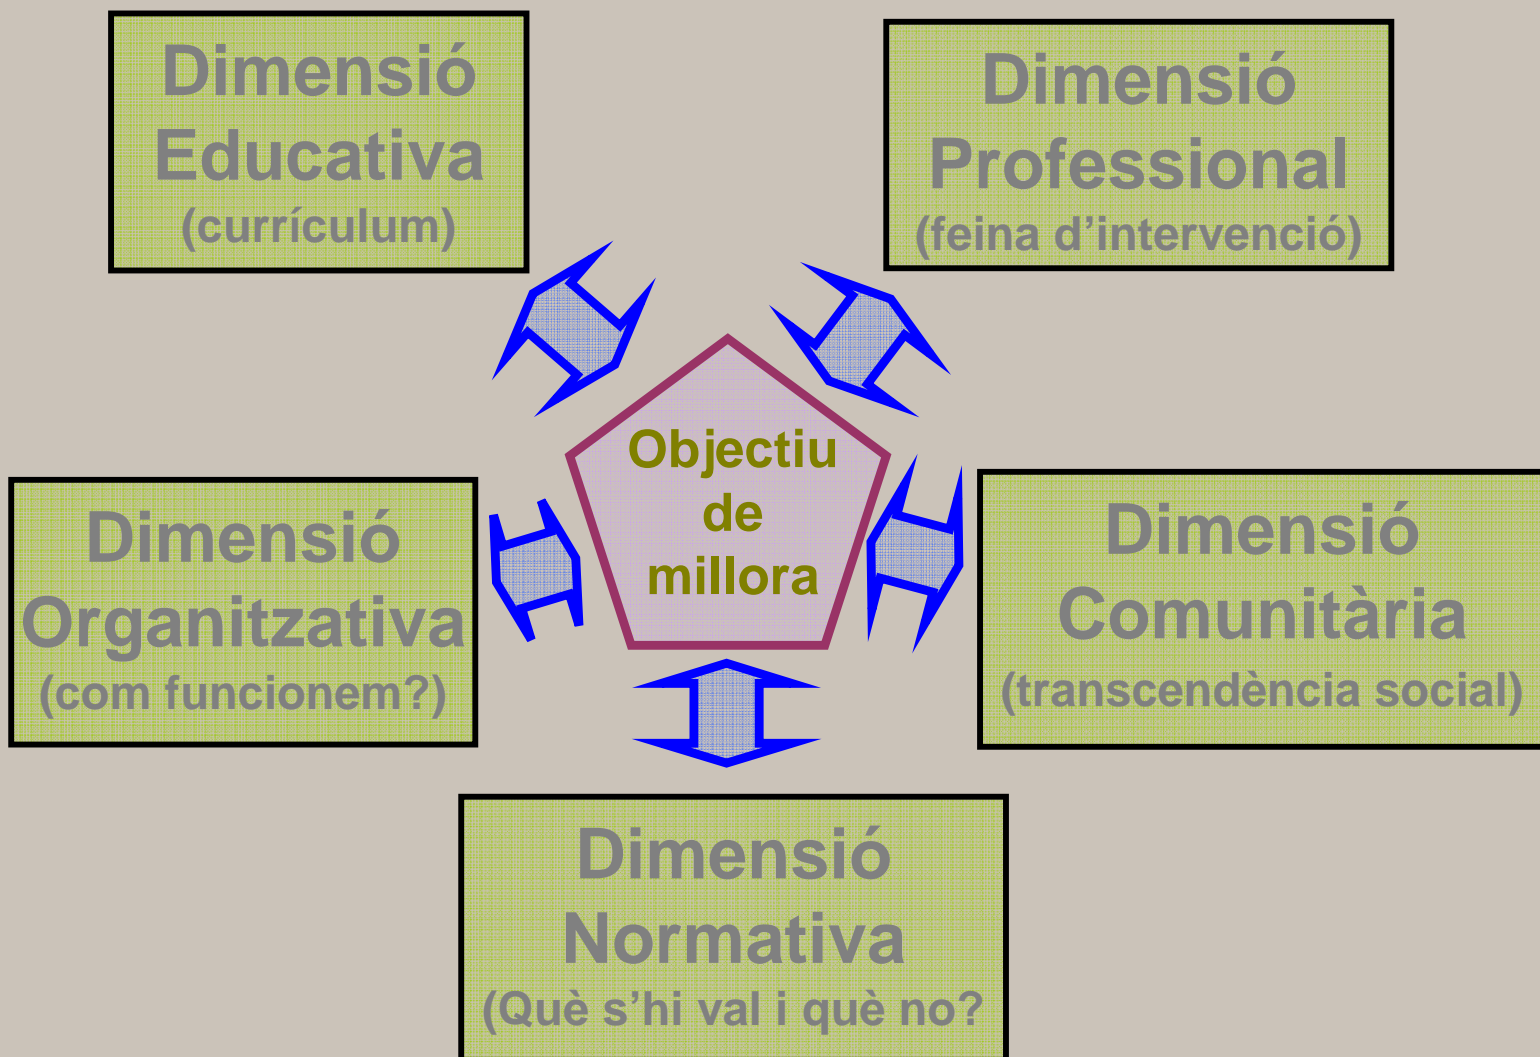 Dimensió
Educativa
(currículum)
Dimensió
Professional
(feina d’intervenció)
Objectiu
de
millora
Dimensió
Organitzativa
(com funcionem?)
Dimensió
Comunitària
(transcendència social)
Dimensió
Normativa
(Què s’hi val i què no?